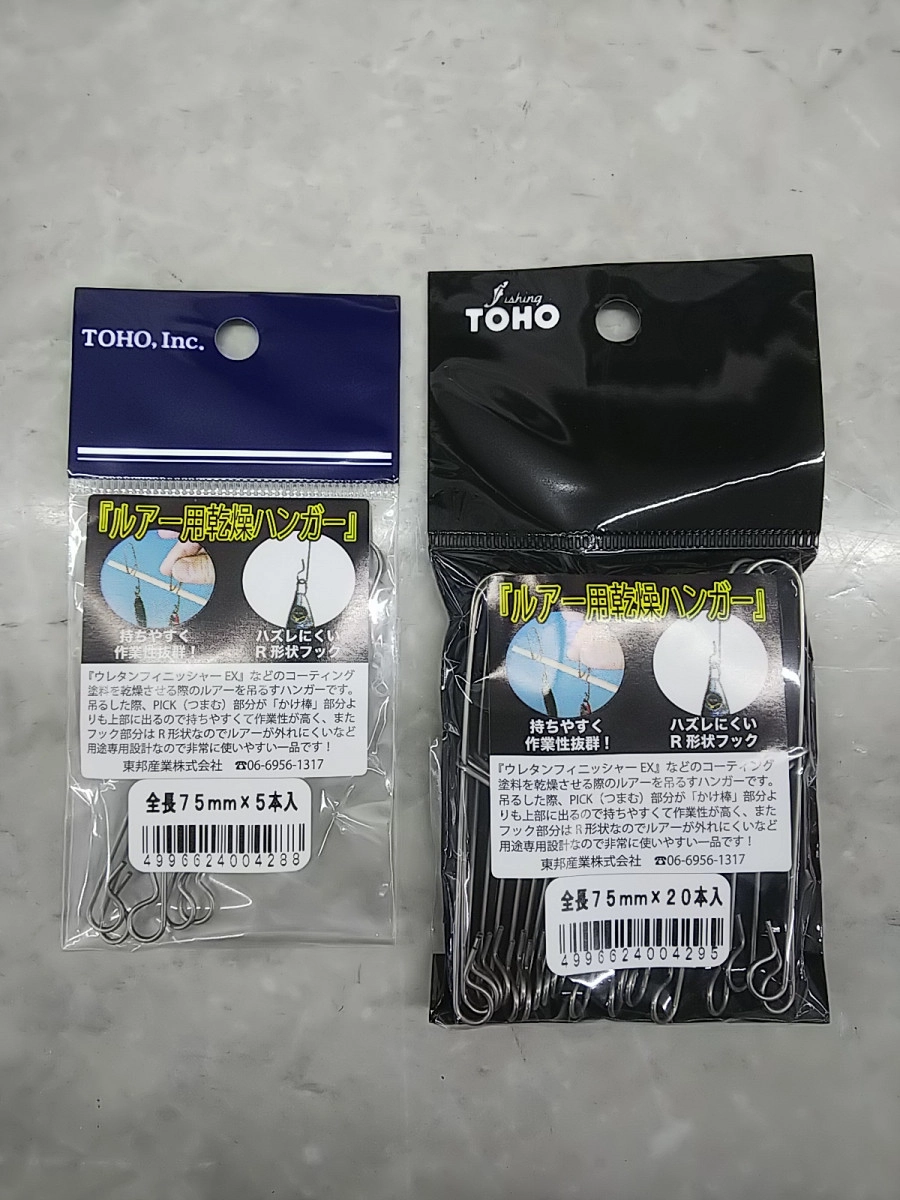 TOHO, Inc.
『ルアー用乾燥ハンガー』
持ちやすく
作業性抜群！
ハズレにくい
R形状フック
『ウレタンフィニッシャーEX』などのコーティング
塗料を乾燥させる際のルアーを吊るすハンガーです。
吊るした際、PICK（つまむ）部分が「かけ棒」部分よ
りも上部に出るので持ちやすくて作業性が高く、また
フック部分はR形状なのでルアーが外れにくいなど
用途専用設計なので非常に使いやすい一品です！
東邦産業株式会社 ☎06-6956-1317
全長75mm×5本入
4996624004288
fishing
TOHO
『ルアー用乾燥ハンガー』
持ちやすく
作業性抜群！
ハズレにくい
R形状フック
『ウレタンフィニッシャーEX』などのコーティング
塗料を乾燥させる際のルアーを吊るすハンガーです。
吊るした際、PICK（つまむ）部分が「かけ棒」部分よ
りも上部に出るので持ちやすくて作業性が高く、また
フック部分はR形状なのでルアーが外れにくいなど
用途専用設計なので非常に使いやすい一品です！
東邦産業株式会社 ☎06-6956-1317
全長75mm×20本入
4996624004295